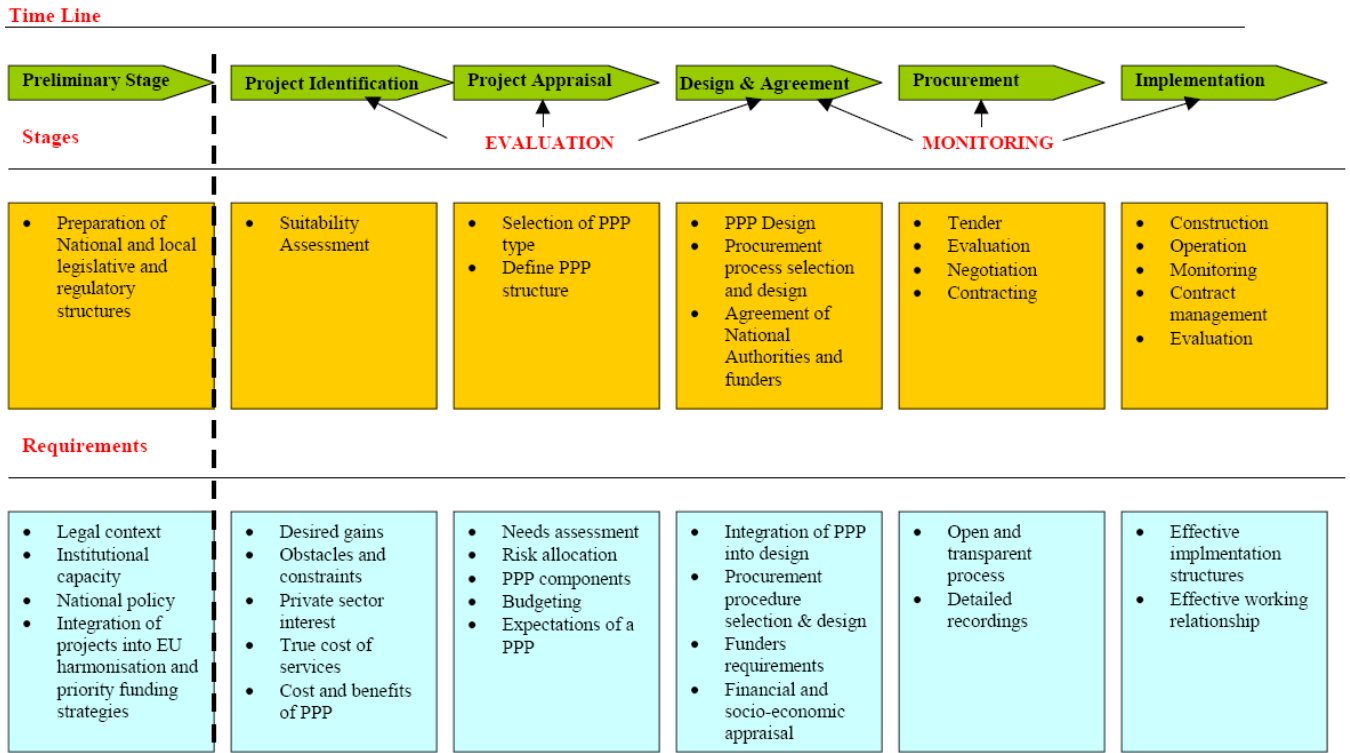 Time Line
Preliminary Stage
Project Identification
Project Appraisal
Design & Agreement
Procurement
Implementation
Stages
EVALUATION
MONITORING
• Preparation of
National and local
legislative and
regulatory
structures
• Suitability
Assessment
• Selection of PPP
type
• Define PPP
structure
• PPP Design
• Procurement
process selection
and design
• Agreement of
National
Authorities and
funders
• Tender
• Evaluation
• Negotiation
• Contracting
• Construction
• Operation
• Monitoring
• Contract
management
• Evaluation
Requirements
• Legal context
• Institutional
capacity
• National policy
• Integration of
projects into EU
harmonisation and
priority funding
strategies
• Desired gains
• Obstacles and
constraints
• Private sector
interest
• True cost of
services
• Cost and benefits
of PPP
• Needs assessment
• Risk allocation
• PPP components
• Budgeting
• Expectations of a
PPP
• Integration of PPP
into design
• Procurement
procedure
selection & design
• Funders
requirements
• Financial and
socio-economic
appraisal
• Open and
transparent
process
• Detailed
recordings
• Effective
implmentation
structures
• Effective working
relationship